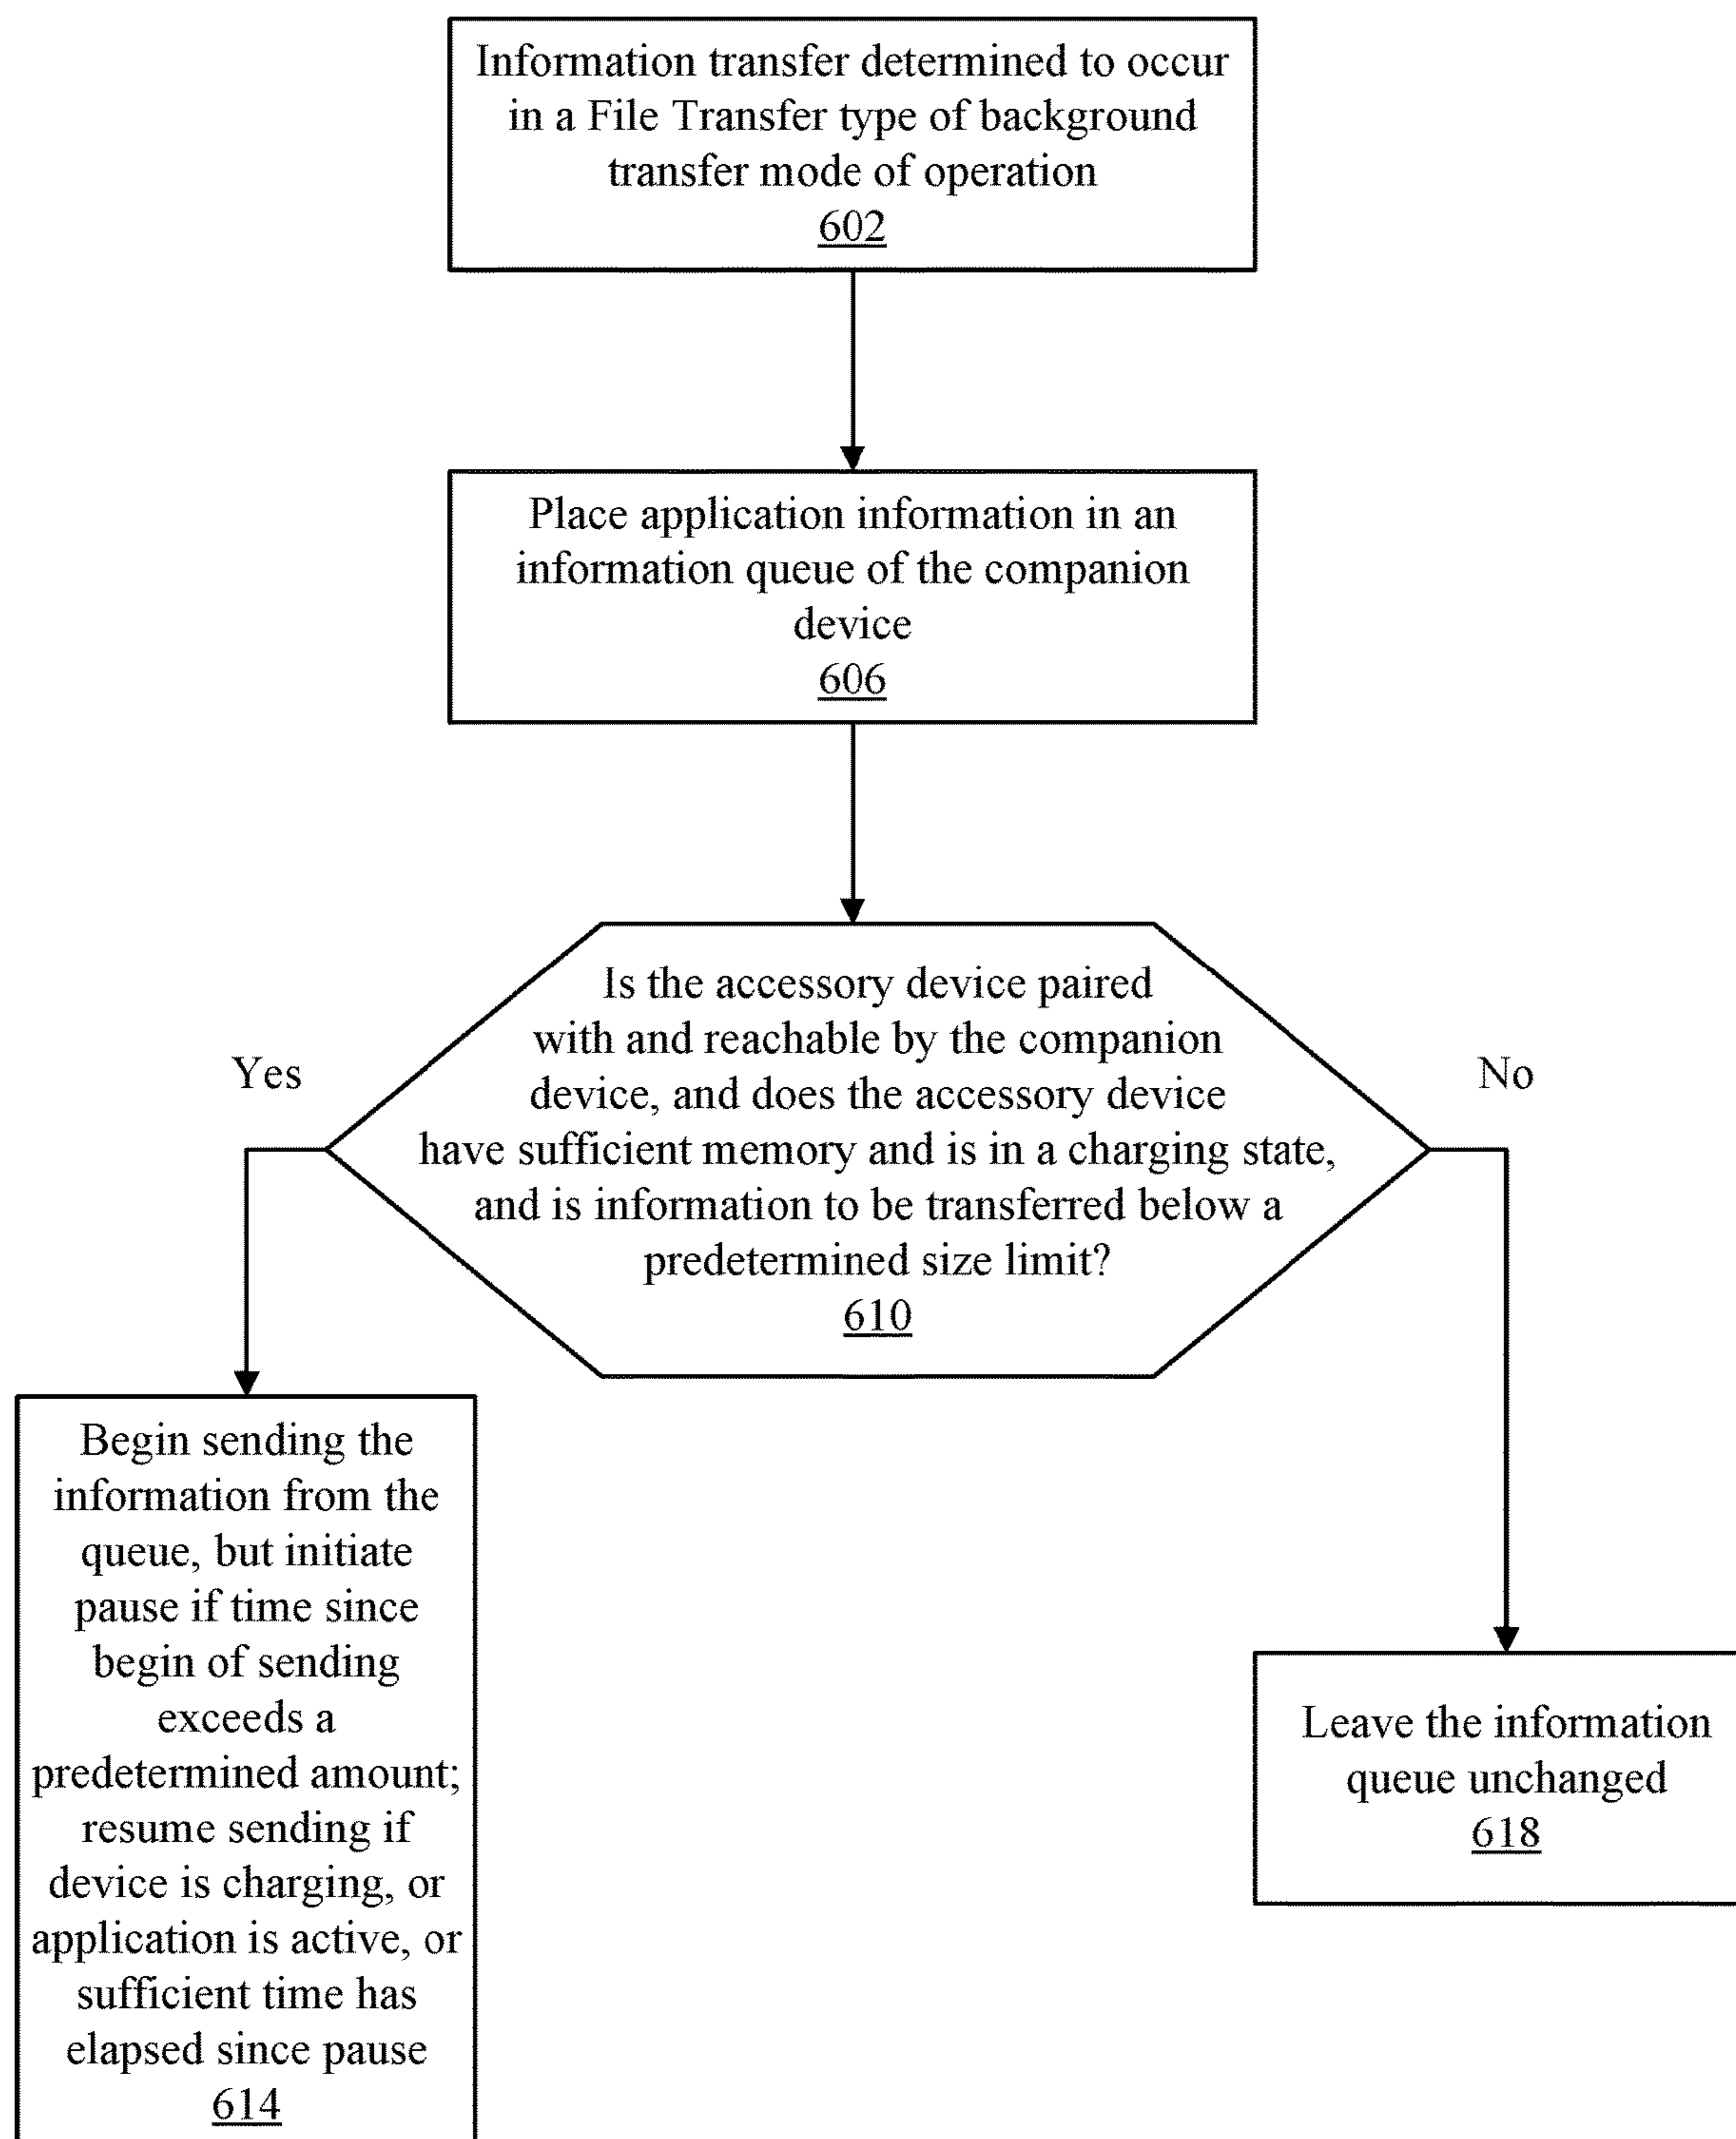 Information transfer determined to occur
in a File Transfer type of background
transfer mode of operation
602
Place application information in an
information queue of the companion
device
606
Is the accessory device paired
with and reachable by the companion
device, and does the accessory device
have sufficient memory and is in a charging state,
and is information to be transferred below a
predetermined size limit?
610
Yes
No
Begin sending the
information from the
queue, but initiate
pause if time since
begin of sending
exceeds a
predetermined amount;
resume sending if
device is charging, or
application is active, or
sufficient time has
elapsed since pause
614
Leave the information
queue unchanged
618